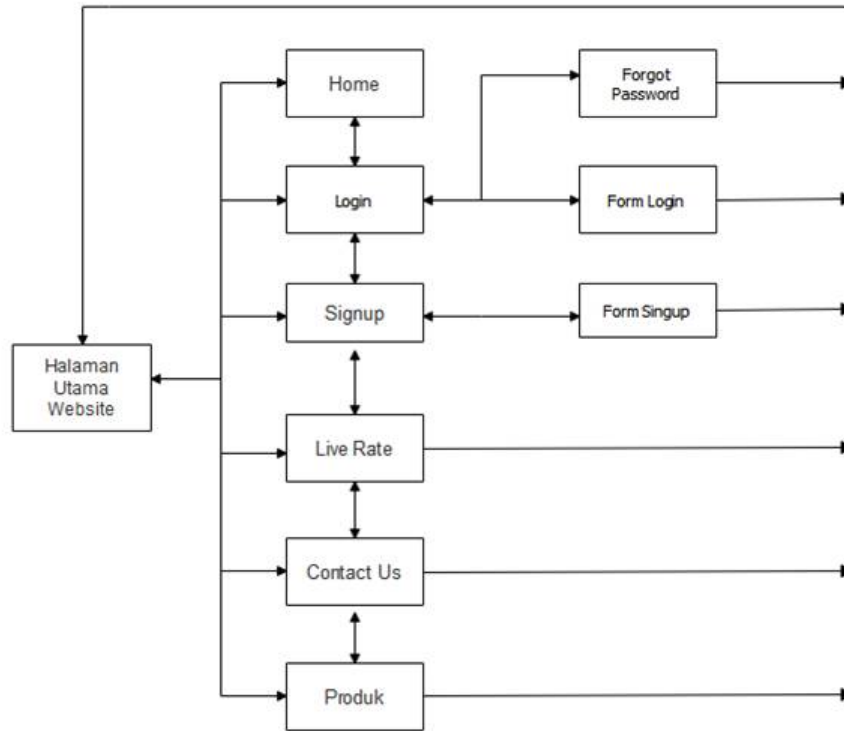 Home
Forgot
Password
Login
Form Login
Signup
Form Singup
Halaman
Utama
Website
Live Rate
Contact Us
Produk